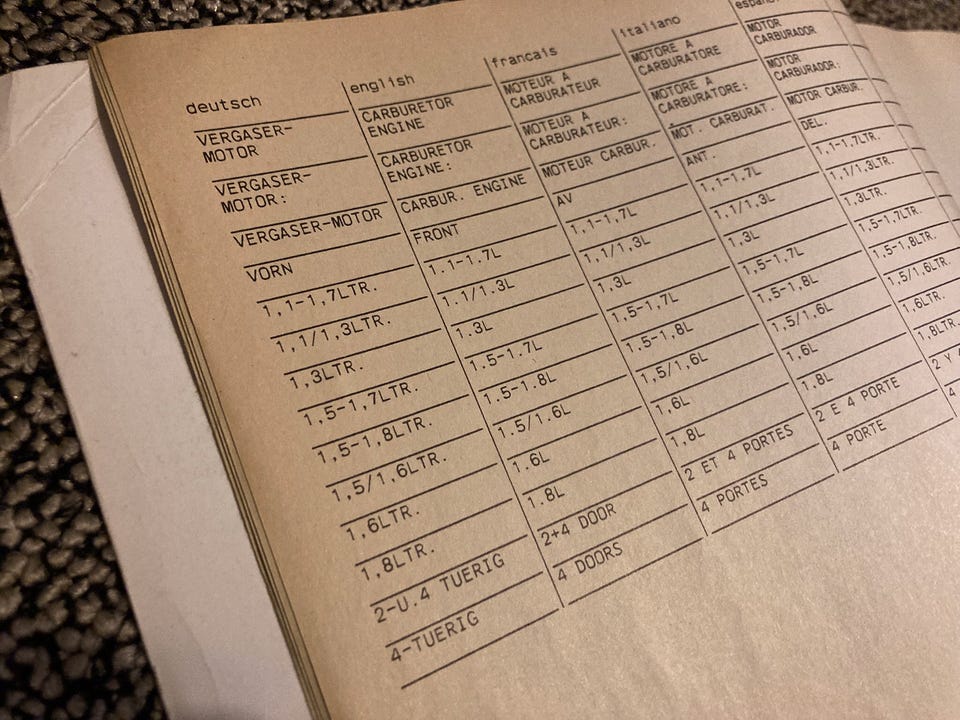 deutsch
VERGASER-
MOTOR
VERGASER-
MOTOR:
VERGASER-MOTOR
VORN
1,1-1,7LTR.
1,1/1,3LTR.
1,3LTR.
1,5-1,7LTR.
1,5-1,8LTR.
1,5/1,6LTR.
1,6LTR.
1,8LTR.
2-U.4 TUERIG
4-TUERIG
english
CARBURETOR
ENGINE
CARBURETOR
ENGINE:
CARBUR. ENGINE
FRONT
1.1-1.7L
1.1/1.3L
1.3L
1.5-1.7L
1.5-1.8L
1.5/1.6L
1.6L
1.8L
2+4 DOOR
4 DOORS
francais
MOTEUR A
CARBURATEUR
MOTEUR A
CARBURATEUR:
MOTEUR CARBUR.
AV
1,1-1,7L
1,1/1,3L
1,3L
1,5-1,7L
1.5-1,8L
1,5/1,6L
1,6L
1,8L
2 ET 4 PORTES
4 PORTES
italiano
MOTORE A
CARBURATORE
MOTORE A
CARBURATORE:
MOT. CARBURAT.
ANT.
1,1-1,7L
1,1/1,3L
1,3L
1,5-1,7L
1.5-1,8L
1,5/1,6L
1,6L
1,8L
2 E 4 PORTE
4 PORTE
MOTOR
CARBURADOR
MOTOR
CARBURADOR:
MOTOR CARBUR.
DEL.
1,1-1,7LTR.
1,1/1,3LTR.
1,3LTR.
1,5-1,7LTR.
1,5-1,8LTR.
1,5/1,6LTR.
1,6LTR.
1,8LTR.
2 Y
4